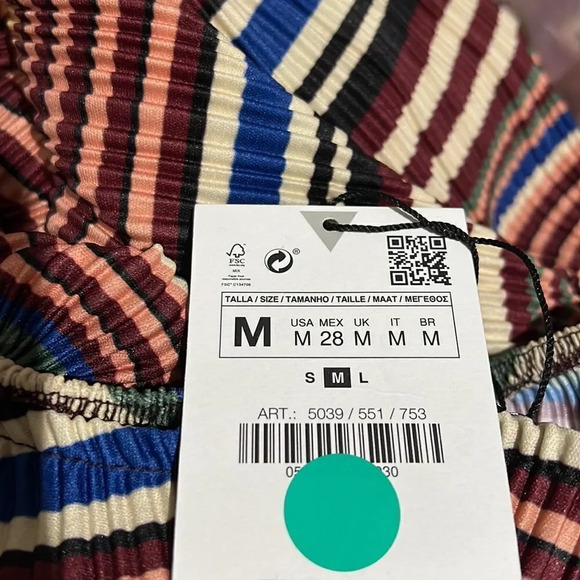 FSC
MIX
FSC® C104706
®
TALLA / SIZE / TAMANHO / TAILLE / MAAT / ΜΕΓΕΘΟΣ
M
USA MEX UK IT BR
M 28 M M M
S M L
ART.: 5039 / 551 / 753